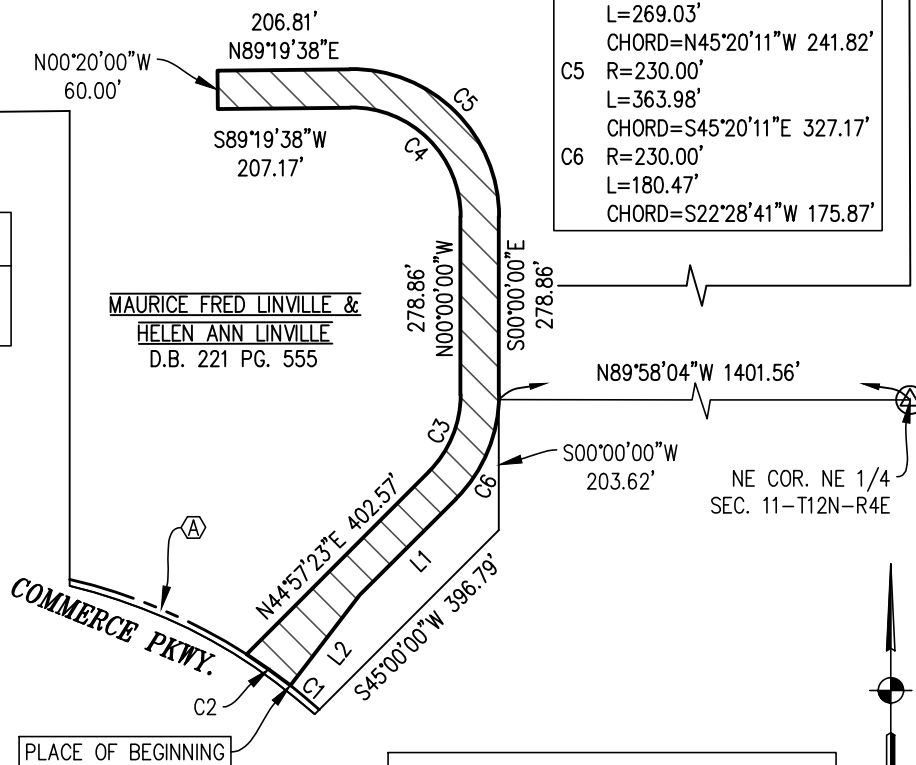 206.81'
N89°19'38"E
N00°20'00"W
60.00'
S89°19'38"W
207.17'
C5
C4
L=269.03'
CHORD=N45°20'11"W 241.82'
C5 R=230.00'
L=363.98'
CHORD=S45°20'11"E 327.17'
C6 R=230.00'
L=180.47'
CHORD=S22°28'41"W 175.87'
MAURICE FRED LINVILLE &
HELEN ANN LINVILLE
D.B. 221 PG. 555
N00°00'00"W
278.86'
S00°00'00"E
278.86'
N89°58'04"W 1401.56'
C3
C6
S00°00'00"W
203.62'
NE COR. NE 1/4
SEC. 11-T12N-R4E
N44°57'23"E 402.57'
A
L1
L2
S45°00'00"W 396.79'
COMMERCE PKWY.
C1
C2
PLACE OF BEGINNING